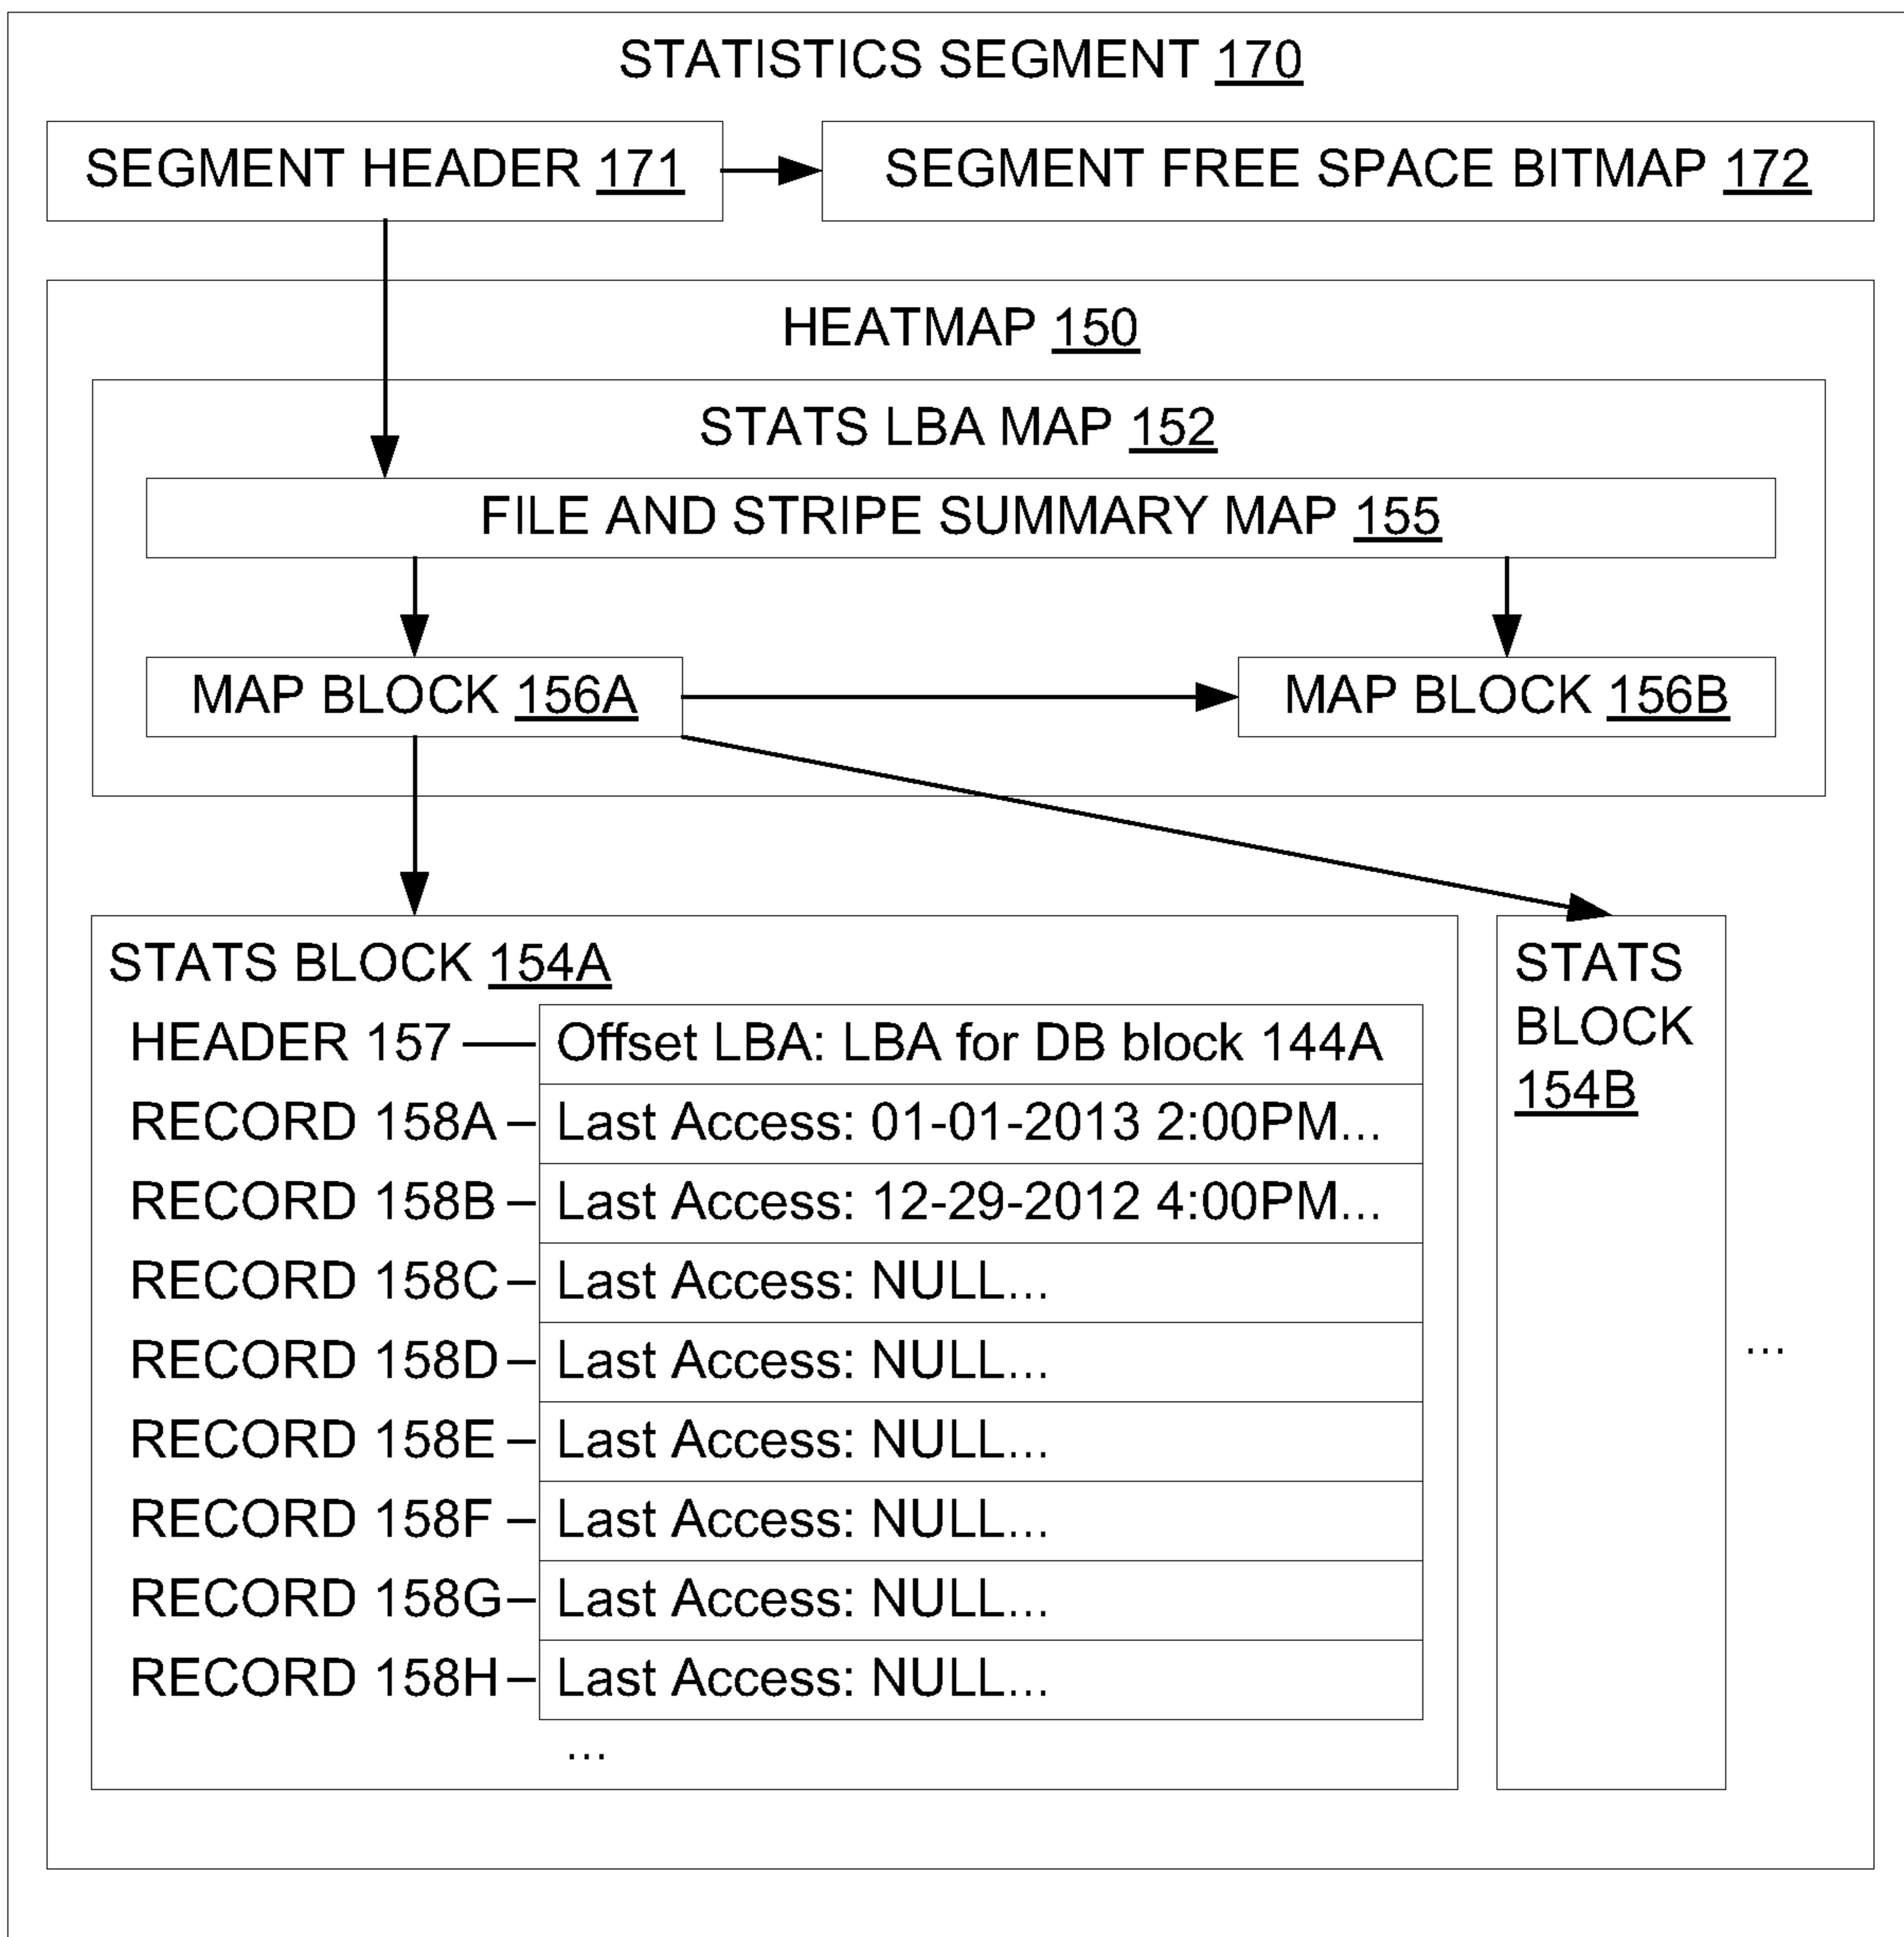 STATISTICS SEGMENT 170
SEGMENT HEADER 171
SEGMENT FREE SPACE BITMAP 172
HEATMAP 150
STATS LBA MAP 152
FILE AND STRIPE SUMMARY MAP 155
MAP BLOCK 156A
MAP BLOCK 156B
STATS BLOCK 154A
HEADER 157
Offset LBA: LBA for DB block 144A
RECORD 158A
Last Access: 01-01-2013 2:00PM...
RECORD 158B
Last Access: 12-29-2012 4:00PM...
RECORD 158C
Last Access: NULL...
RECORD 158D
Last Access: NULL...
RECORD 158E
Last Access: NULL...
RECORD 158F
Last Access: NULL...
RECORD 158G
Last Access: NULL...
RECORD 158H
Last Access: NULL...
...
STATS
BLOCK
154B
...